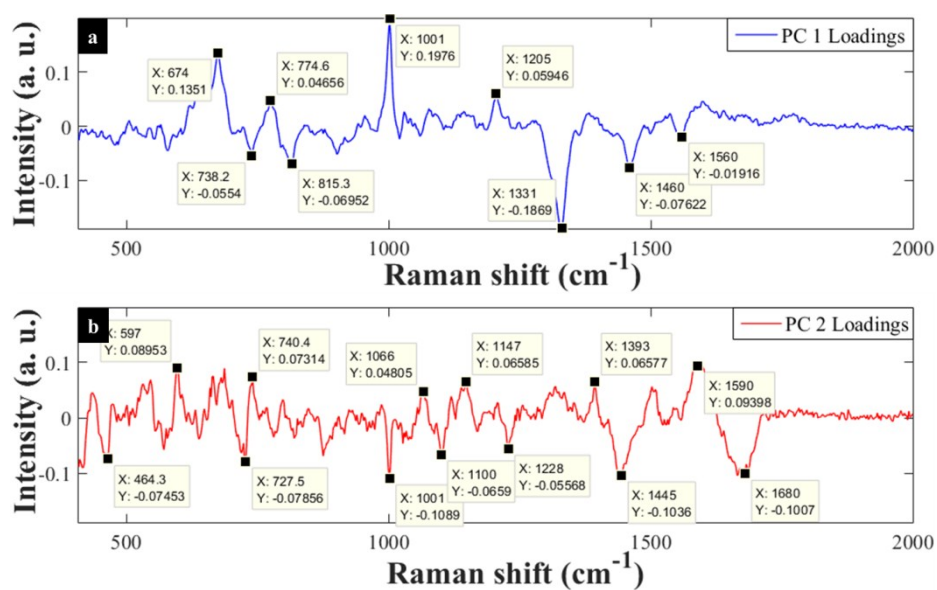 a
PC 1 Loadings
Intensity (a. u.)
0.1
0
-0.1
X: 674
Y: 0.1351
X: 774.6
Y: 0.04656
X: 1001
Y: 0.1976
X: 1205
Y: 0.05946
X: 738.2
Y: -0.0554
X: 815.3
Y: -0.06952
X: 1331
Y: -0.1869
X: 1460
Y: -0.07622
X: 1560
Y: -0.01916
500
1000
1500
2000
Raman shift (cm-1)
b
PC 2 Loadings
Intensity (a. u.)
0.1
0
-0.1
X: 597
Y: 0.08953
X: 740.4
Y: 0.07314
X: 1066
Y: 0.04805
X: 1147
Y: 0.06585
X: 1393
Y: 0.06577
X: 1590
Y: 0.09398
X: 464.3
Y: -0.07453
X: 727.5
Y: -0.07856
X: 1001
Y: -0.1089
X: 1100
Y: -0.0659
X: 1228
Y: -0.05568
X: 1445
Y: -0.1036
X: 1680
Y: -0.1007
500
1000
1500
2000
Raman shift (cm-1)